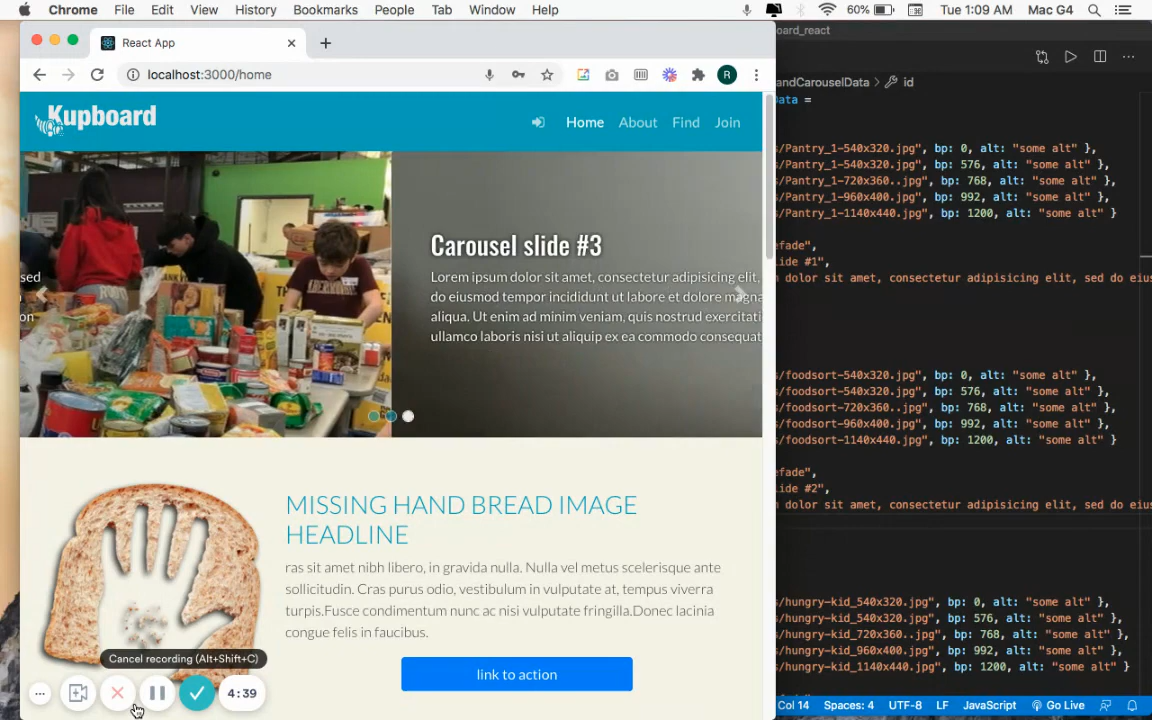 Chrome File Edit View History Bookmarks People Tab Window Help 60% Tue 1:09 AM Mac G4
React App
oard_react
localhost:3000/home
R
andCarouselData > id
Data =
Kupboard
Home About Find Join
s/Pantry_1-540x320.jpg", bp: 0, alt: "some alt" },
s/Pantry_1-540x320.jpg", bp: 576, alt: "some alt" },
s/Pantry_1-720x360..jpg", bp: 768, alt: "some alt" },
s/Pantry_1-960x400.jpg", bp: 992, alt: "some alt" },
s/Pantry_1-1140x440.jpg", bp: 1200, alt: "some alt" }
efade",
lide #1",
m dolor sit amet, consectetur adipisicing elit, sed do eius
Carousel slide #3
sed
on
Lorem ipsum dolor sit amet, consectetur adipisicing elit,
do eiusmod tempor incididunt ut labore et dolore magna
aliqua. Ut enim ad minim veniam, quis nostrud exercitati
ullamco laboris nisi ut aliquip ex ea commodo consequat
s/foodsort-540x320.jpg", bp: 0, alt: "some alt" },
s/foodsort-540x320.jpg", bp: 576, alt: "some alt" },
s/foodsort-720x360..jpg", bp: 768, alt: "some alt" },
s/foodsort-960x400.jpg", bp: 992, alt: "some alt" },
s/foodsort-1140x440.jpg", bp: 1200, alt: "some alt" }
efade",
lide #2",
m dolor sit amet, consectetur adipisicing elit, sed do eius
MISSING HAND BREAD IMAGE
HEADLINE
ras sit amet nibh libero, in gravida nulla. Nulla vel metus scelerisque ante
sollicitudin. Cras purus odio, vestibulum in vulputate at, tempus viverra
turpis.Fusce condimentum nunc ac nisi vulputate fringilla.Donec lacinia
congue felis in faucibus.
link to action
s/hungry-kid_540x320.jpg", bp: 0, alt: "some alt" },
s/hungry-kid_540x320.jpg", bp: 576, alt: "some alt" },
s/hungry-kid_720x360..jpg", bp: 768, alt: "some alt" },
s/hungry-kid_960x400.jpg", bp: 992, alt: "some alt" },
s/hungry-kid_1140x440.jpg", bp: 1200, alt: "some alt" }
Cancel recording (Alt+Shift+C)
4:39
Col 14 Spaces: 4 UTF-8 LF JavaScript Go Live